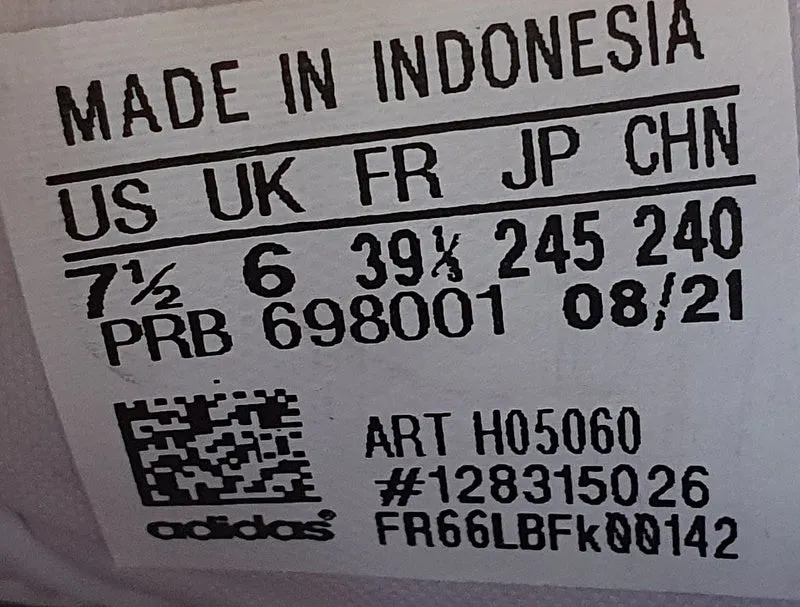 MADE IN INDONESIA
US UK FR JP CHN
7½ 6 39⅓ 245 240
PRB 698001 08/21
ART H05060
#128315026
adidas®
FR66LBFk00142